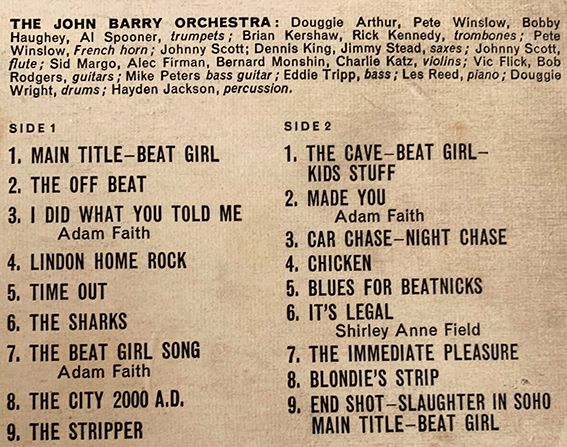 THE JOHN BARRY ORCHESTRA: Douggie Arthur, Pete Winslow, Bobby
Haughey, Al Spooner, trumpets; Brian Kershaw, Rick Kennedy, trombones; Pete
Winslow, French horn; Johnny Scott; Dennis King, Jimmy Stead, saxes; Johnny Scott,
flute; Sid Margo, Alec Firman, Bernard Monshin, Charlie Katz, violins; Vic Flick, Bob
Rodgers, guitars; Mike Peters bass guitar; Eddie Tripp, bass; Les Reed, piano; Douggie
Wright, drums; Hayden Jackson, percussion.
SIDE 1
1. MAIN TITLE–BEAT GIRL
2. THE OFF BEAT
3. I DID WHAT YOU TOLD ME
Adam Faith
4. LINDON HOME ROCK
5. TIME OUT
6. THE SHARKS
7. THE BEAT GIRL SONG
Adam Faith
8. THE CITY 2000 A.D.
9. THE STRIPPER
SIDE 2
1. THE CAVE–BEAT GIRL–
KIDS STUFF
2. MADE YOU
Adam Faith
3. CAR CHASE–NIGHT CHASE
4. CHICKEN
5. BLUES FOR BEATNICKS
6. IT'S LEGAL
Shirley Anne Field
7. THE IMMEDIATE PLEASURE
8. BLONDIE'S STRIP
9. END SHOT–SLAUGHTER IN SOHO
MAIN TITLE–BEAT GIRL